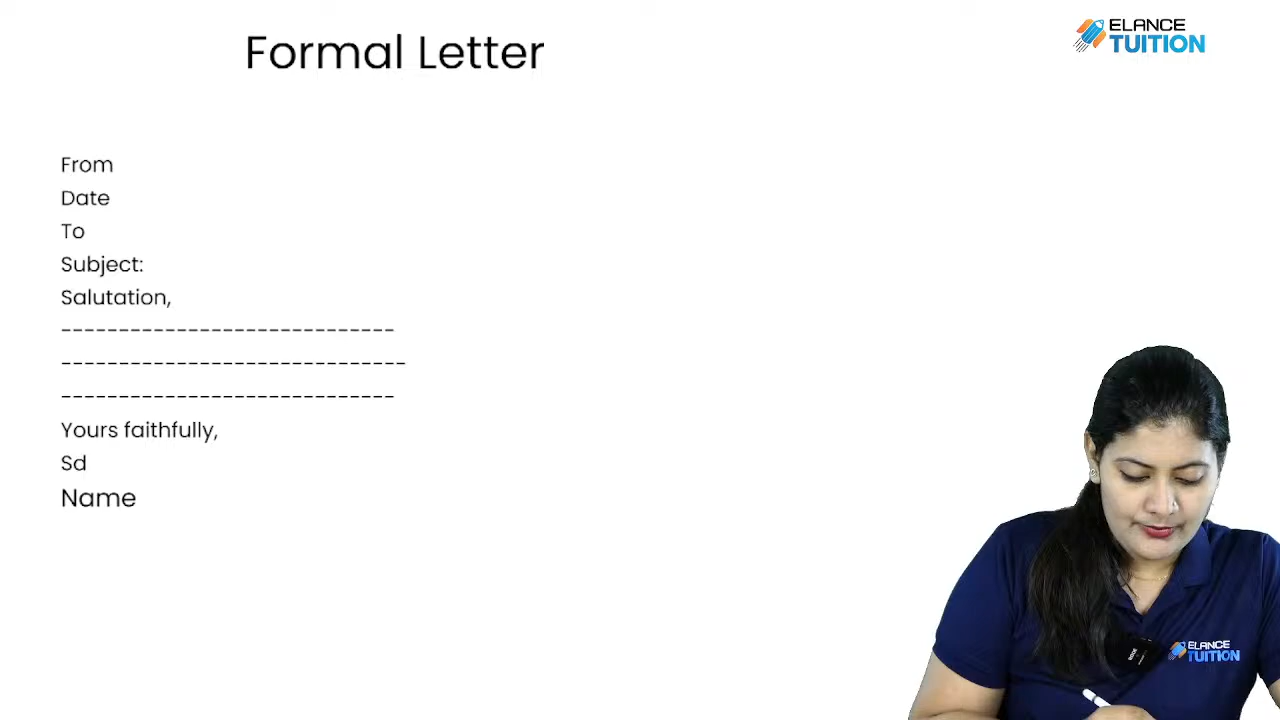 Formal Letter
ELANCE
TUITION
From
Date
To
Subject:
Salutation,
-----------------------------
------------------------------
-----------------------------
Yours faithfully,
Sd
Name
ELANCE
TUITION